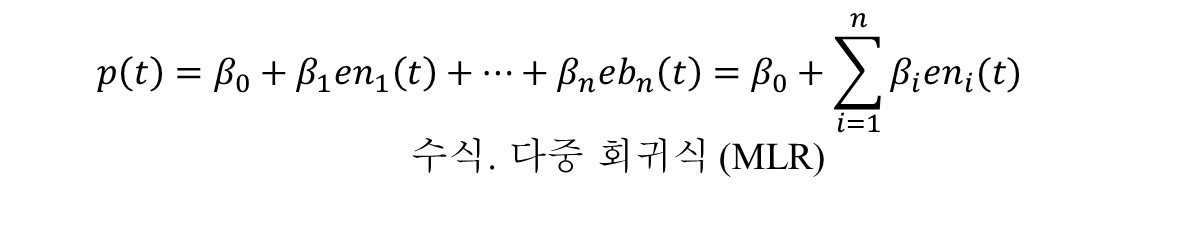 p(t) = β₀ + β₁en₁(t) + ⋯ + βₙebₙ(t) = β₀ + ∑ᵢ₌₁ⁿ βᵢenᵢ(t)
수식. 다중 회귀식 (MLR)